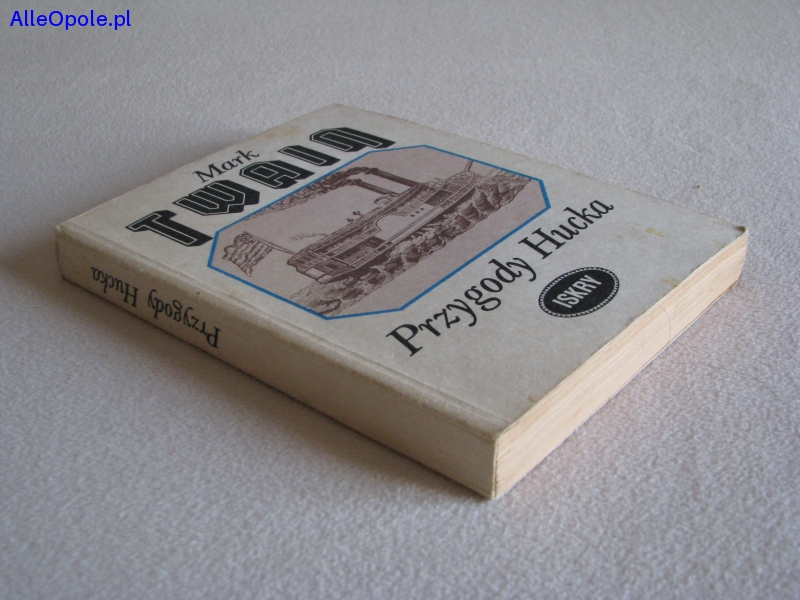 AlleOpole.pl
Mark
TWAIN
Przygody Hucka
ISKRY
Przygody Hucka